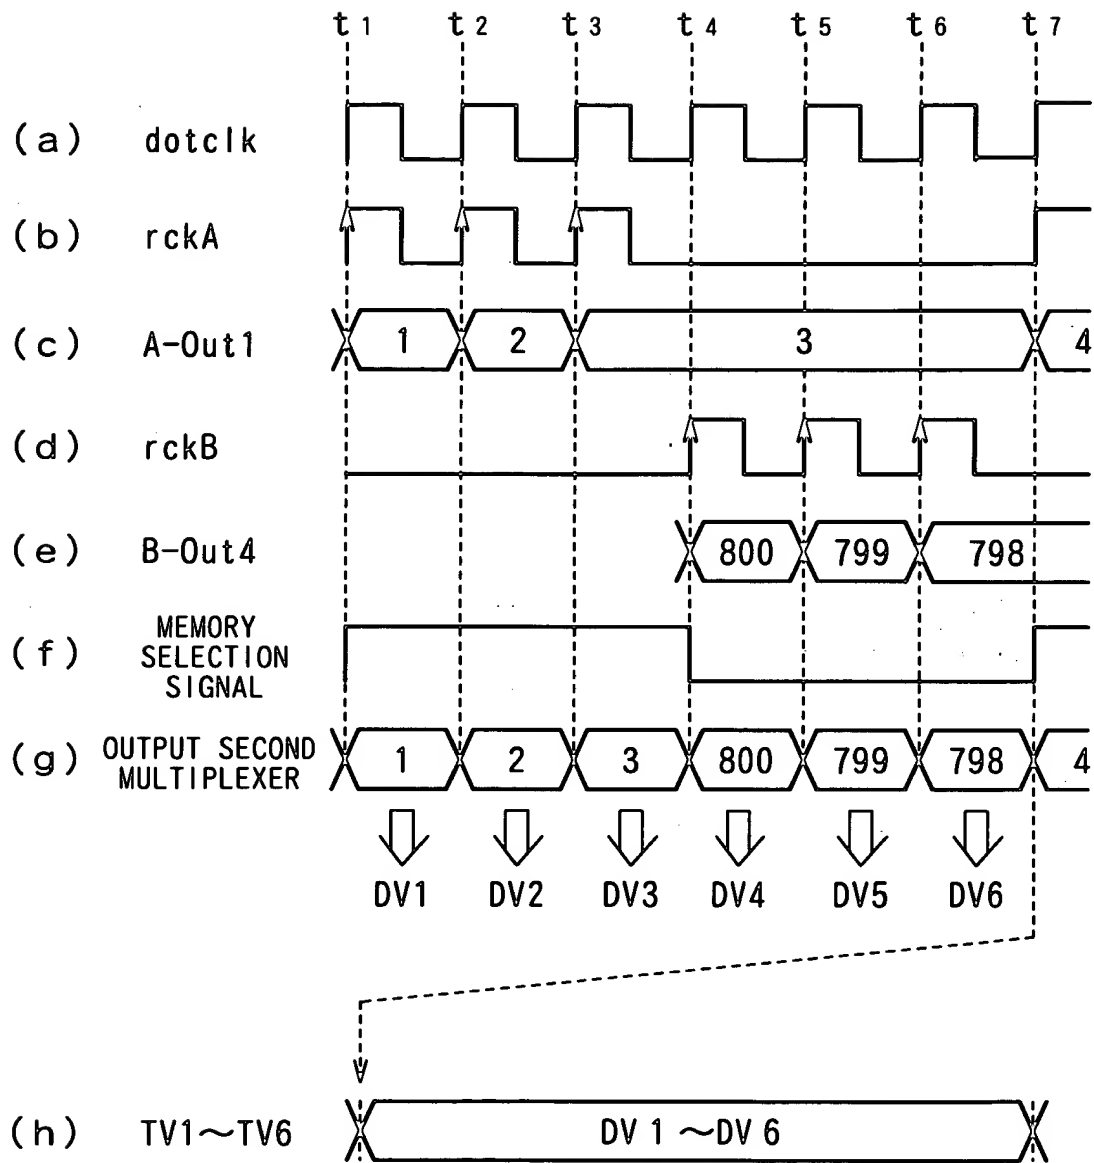 t1 t2 t3 t4 t5 t6 t7
(a) dotclk
(b) rckA
(c) A-Out1 1 2 3 4
(d) rckB
(e) B-Out4 800 799 798
(f) MEMORY
SELECTION
SIGNAL
(g) OUTPUT SECOND
MULTIPLEXER 1 2 3 800 799 798 4
DV1 DV2 DV3 DV4 DV5 DV6
(h) TV1～TV6 DV1～DV6